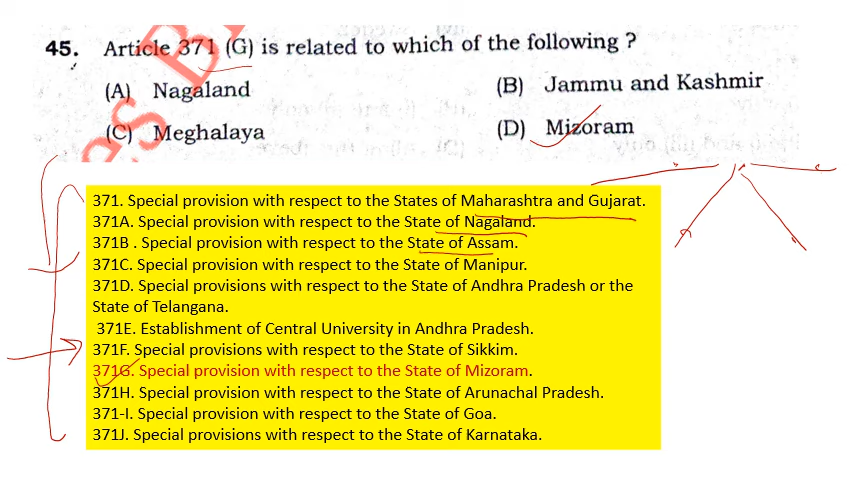 45. Article 371 (G) is related to which of the following ?
(A) Nagaland (B) Jammu and Kashmir
(C) Meghalaya (D) Mizoram
371. Special provision with respect to the States of Maharashtra and Gujarat.
371A. Special provision with respect to the State of Nagaland.
371B . Special provision with respect to the State of Assam.
371C. Special provision with respect to the State of Manipur.
371D. Special provisions with respect to the State of Andhra Pradesh or the
State of Telangana.
371E. Establishment of Central University in Andhra Pradesh.
371F. Special provisions with respect to the State of Sikkim.
371G. Special provision with respect to the State of Mizoram.
371H. Special provision with respect to the State of Arunachal Pradesh.
371-I. Special provision with respect to the State of Goa.
371J. Special provisions with respect to the State of Karnataka.